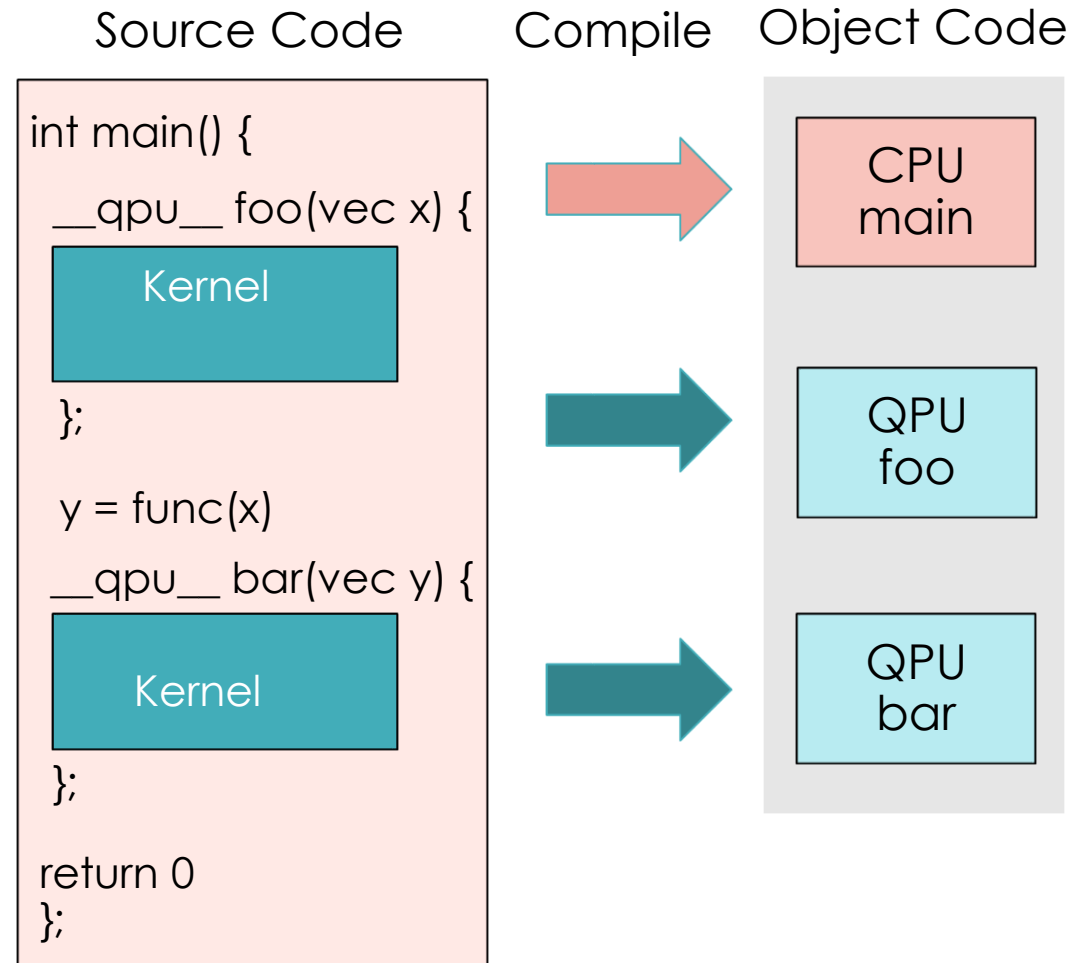 Source Code
Compile
Object Code
int main() {
__qpu__ foo(vec x) {
Kernel
};
y = func(x)
__qpu__ bar(vec y) {
Kernel
};
return 0
};
CPU
main
QPU
foo
QPU
bar